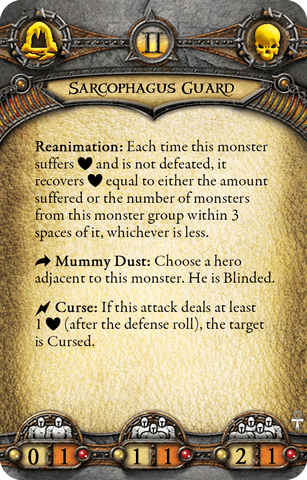 II
SARCOPHAGUS GUARD
Reanimation: Each time this monster
suffers and is not defeated, it
recovers equal to either the amount
suffered or the number of monsters
from this monster group within 3
spaces of it, whichever is less.
Mummy Dust: Choose a hero
adjacent to this monster. He is Blinded.
Curse: If this attack deals at least
1 (after the defense roll), the target
is Cursed.
0 1 1 1 2 1